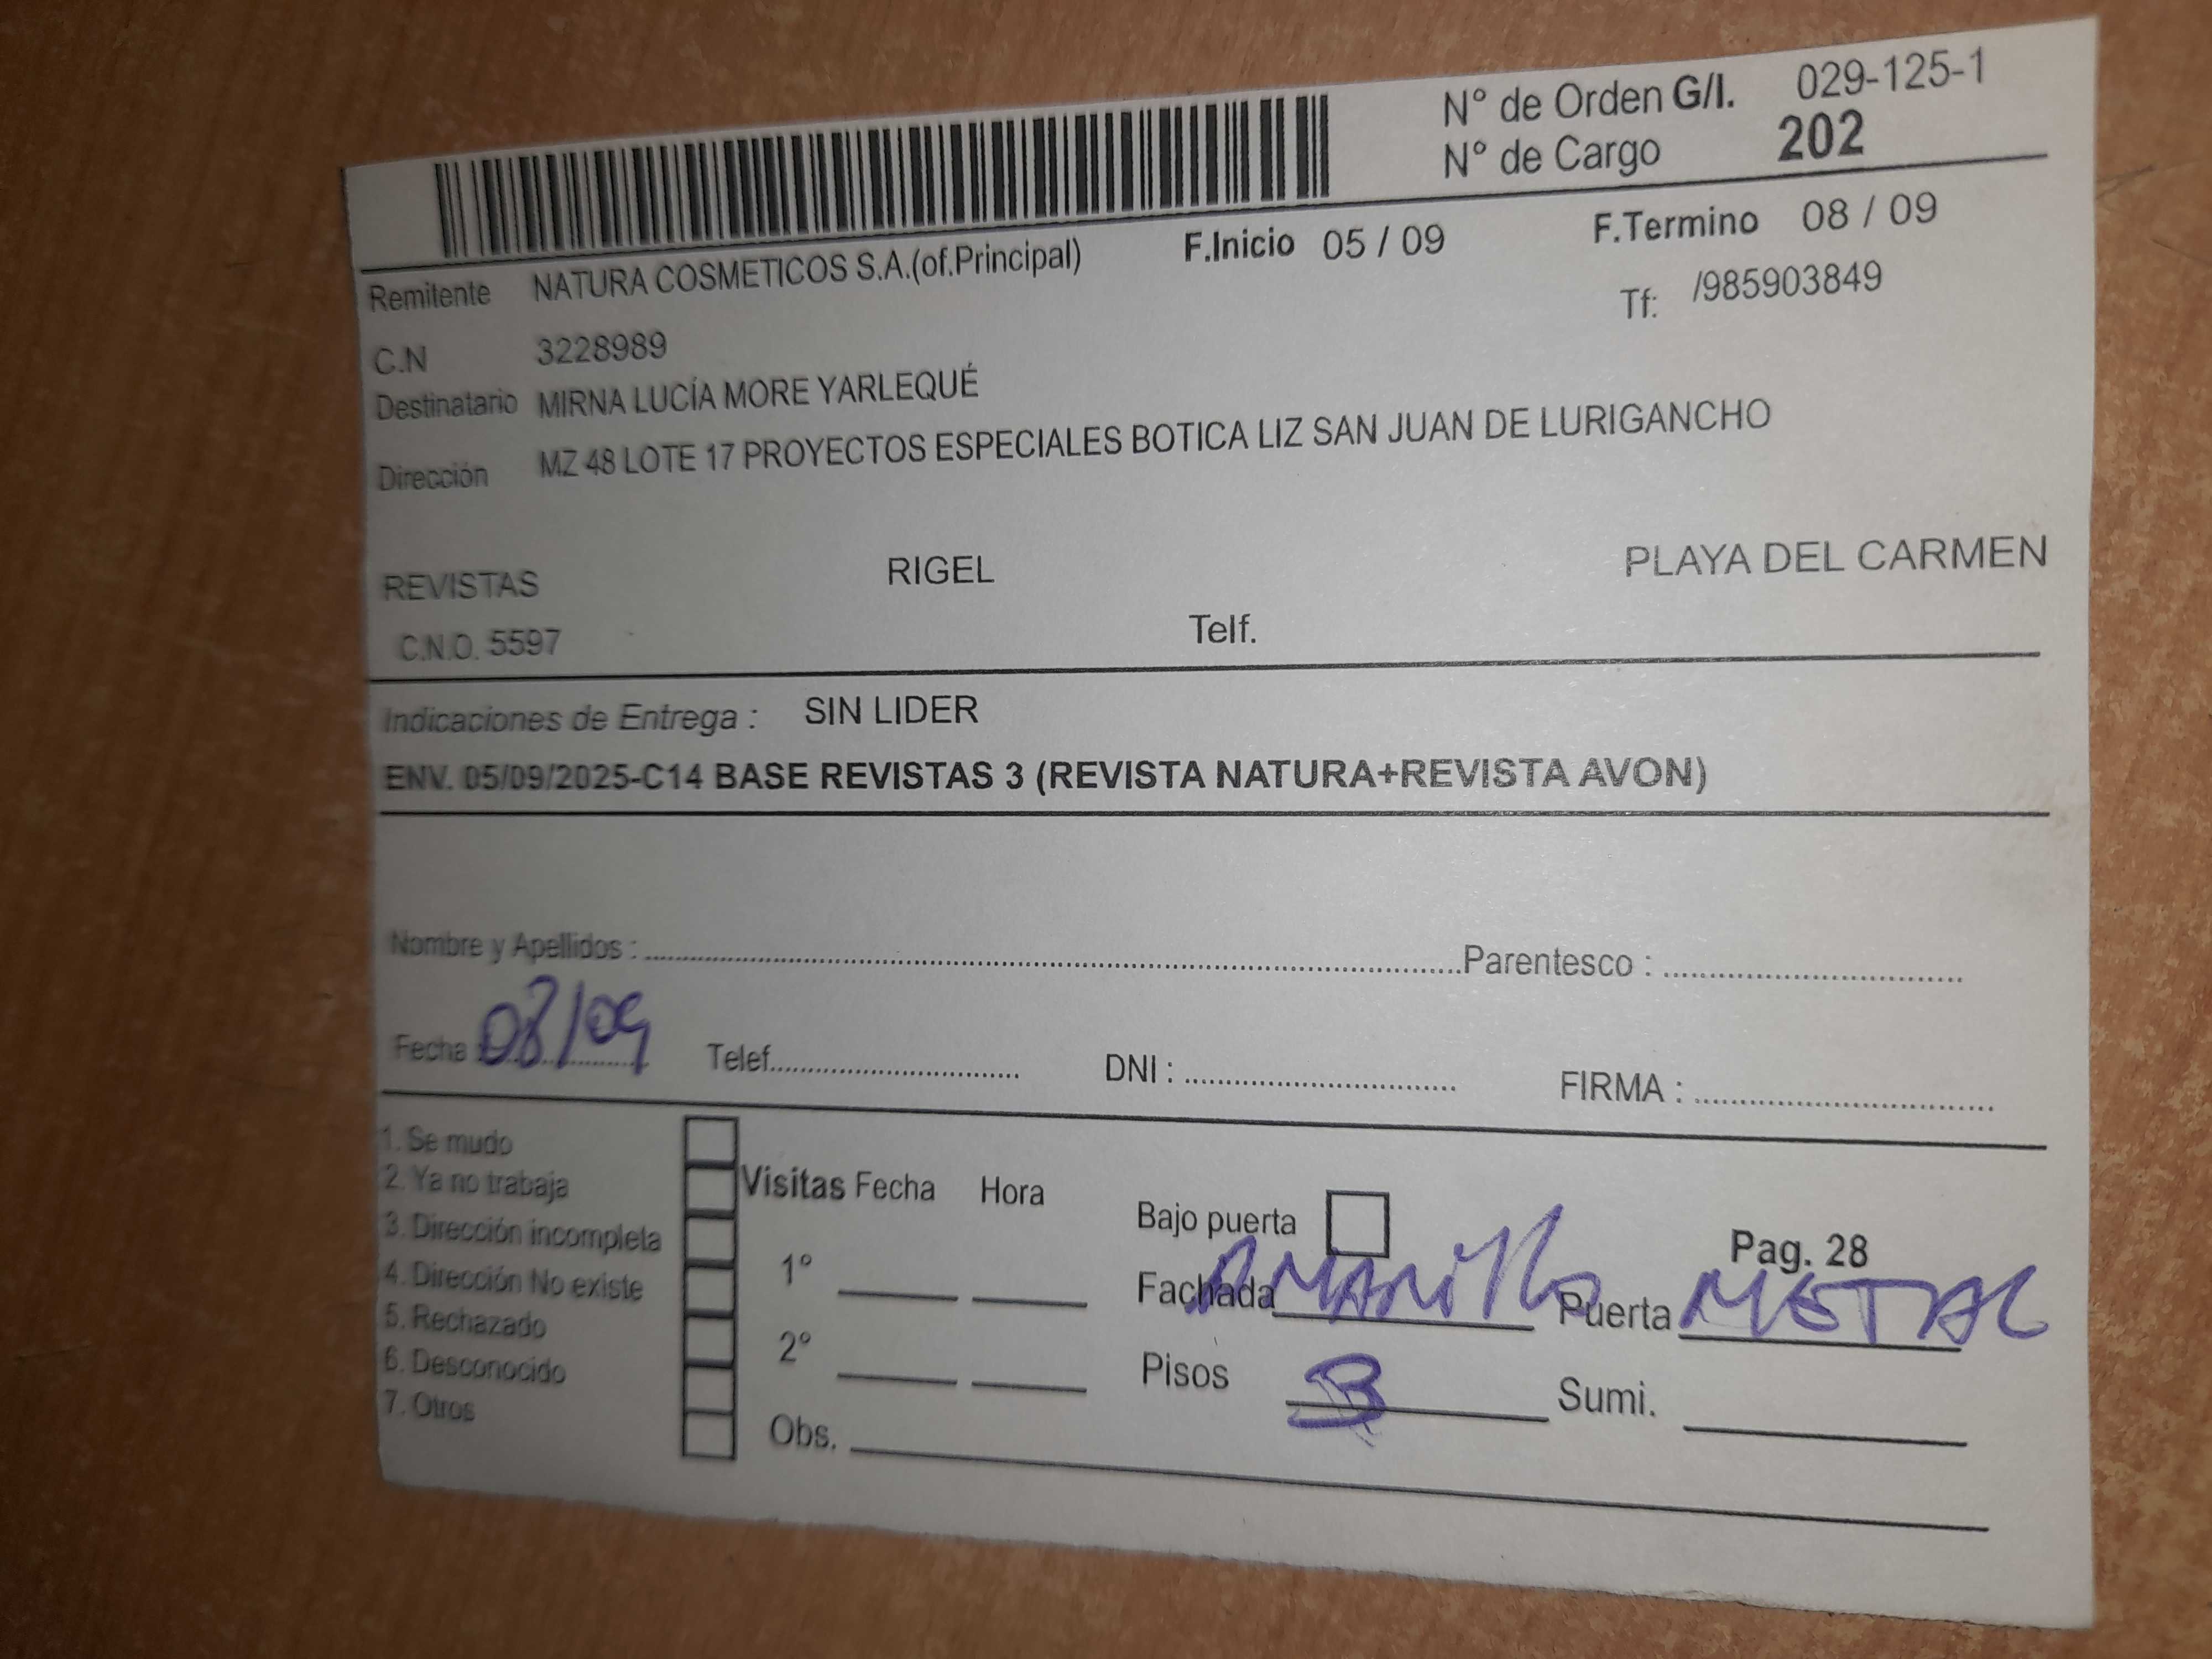 N° de Orden G/I. 029-125-1
N° de Cargo 202
Remitente NATURA COSMETICOS S.A.(of.Principal) F.Inicio 05 / 09 F.Termino 08 / 09
C.N 3228989 Tf: /985903849
Destinatario MIRNA LUCÍA MORE YARLEQUÉ
Dirección MZ 48 LOTE 17 PROYECTOS ESPECIALES BOTICA LIZ SAN JUAN DE LURIGANCHO
REVISTAS RIGEL PLAYA DEL CARMEN
C.N.O. 5597 Telf.
Indicaciones de Entrega : SIN LIDER
ENV. 05/09/2025-C14 BASE REVISTAS 3 (REVISTA NATURA+REVISTA AVON)
Nombre y Apellidos : Parentesco :
Fecha 08/09 Telef. DNI : FIRMA :
1. Se mudo
2. Ya no trabaja
3. Dirección incompleta
4. Dirección No existe
5. Rechazado
6. Desconocido
7. Otros
Visitas Fecha Hora
1°
2°
Obs.
Bajo puerta Pag. 28
Fachada AMARillo Puerta METAL
Pisos 3 Sumi.